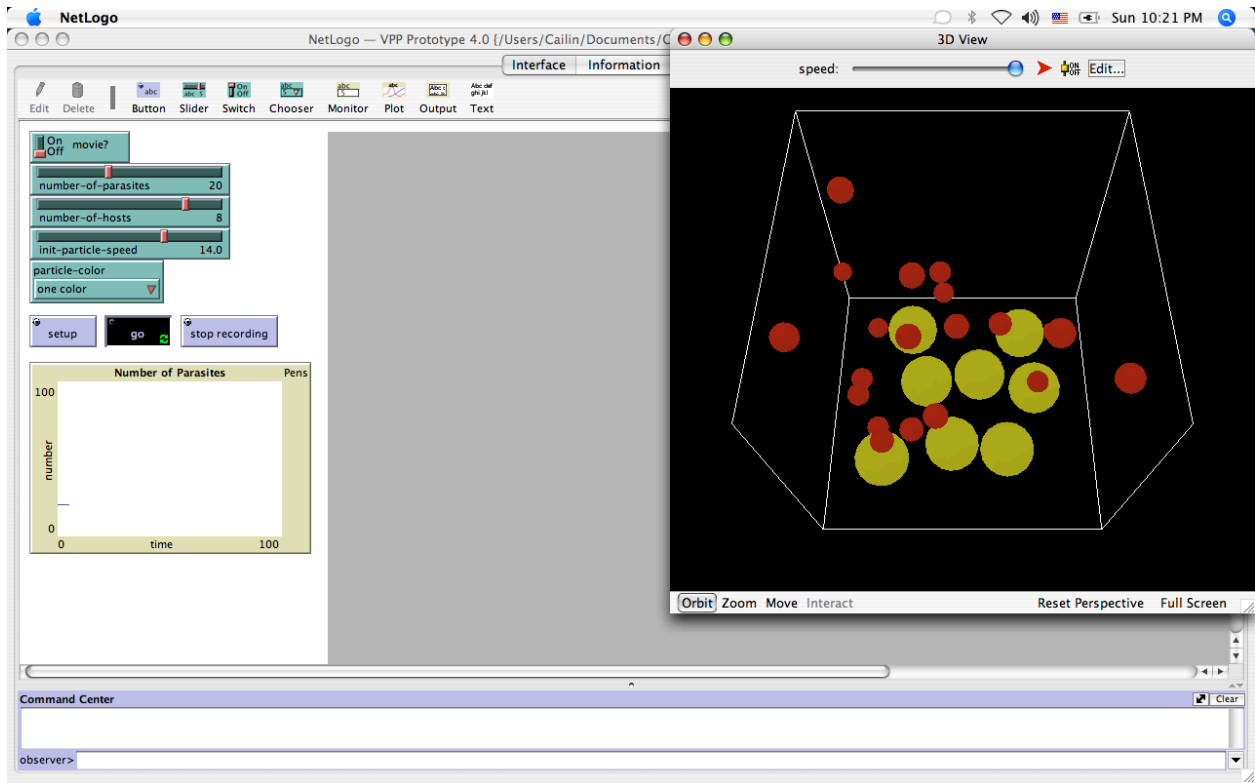 NetLogo
Sun 10:21 PM
NetLogo — VPP Prototype 4.0 {/Users/Cailin/Documents/C
3D View
Interface Information
speed:
ON
OFF
Edit...
Edit Delete Button Slider Switch Chooser Monitor Plot Output Text
On
Off
movie?
number-of-parasites 20
number-of-hosts 8
init-particle-speed 14.0
particle-color
one color
setup go stop recording
Number of Parasites Pens
100
number
0
0 time 100
Orbit Zoom Move Interact Reset Perspective Full Screen
Command Center Clear
observer>